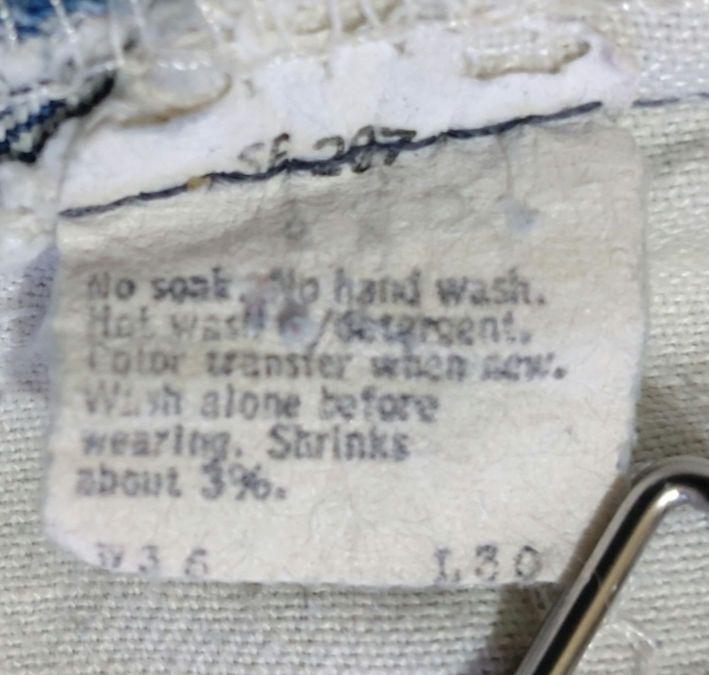 SF 207
No soak. No hand wash.
Hot wash w/detergent.
Color transfer when new.
Wash alone before
wearing. Shrinks
about 3%.
W36 L30